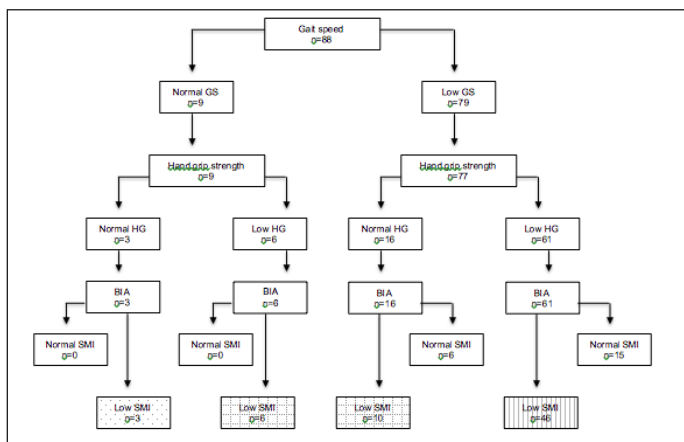 Gait speed
n=88
Normal GS
n=9
Low GS
n=79
Hand grip strength
n=9
Hand grip strength
n=77
Normal HG
n=3
Low HG
n=6
Normal HG
n=16
Low HG
n=61
BIA
n=3
BIA
n=6
BIA
n=16
BIA
n=61
Normal SMI
n=0
Normal SMI
n=0
Normal SMI
n=6
Normal SMI
n=15
Low SMI
n=3
Low SMI
n=6
Low SMI
n=10
Low SMI
n=46